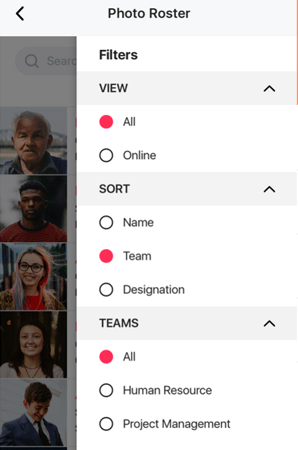 Photo Roster
Searc
Filters
VIEW
All
Online
SORT
Name
Team
Designation
TEAMS
All
Human Resource
Project Management